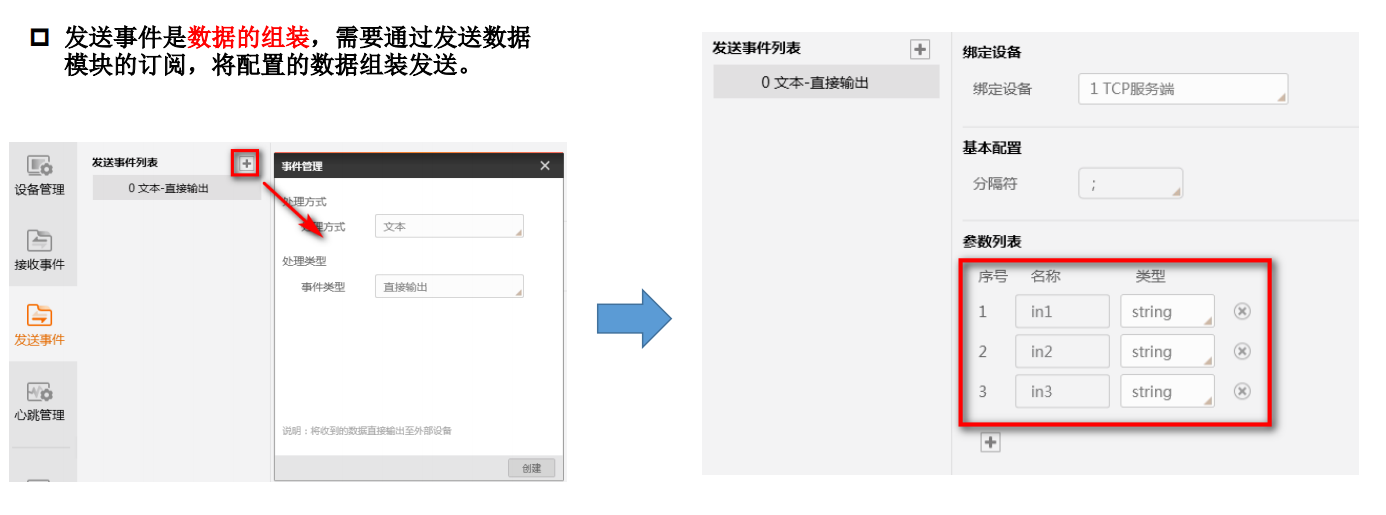 发送事件是数据的组装，需要通过发送数据
模块的订阅，将配置的数据组装发送。
设备管理
接收事件
发送事件
心跳管理
发送事件列表
0 文本-直接输出
事件管理
处理方式
处理方式 文本
处理类型
事件类型 直接输出
说明：将收到的数据直接输出至外部设备
创建
发送事件列表
0 文本-直接输出
绑定设备
绑定设备 1 TCP服务端
基本配置
分隔符 ;
参数列表
序号 名称 类型
1 in1 string
2 in2 string
3 in3 string